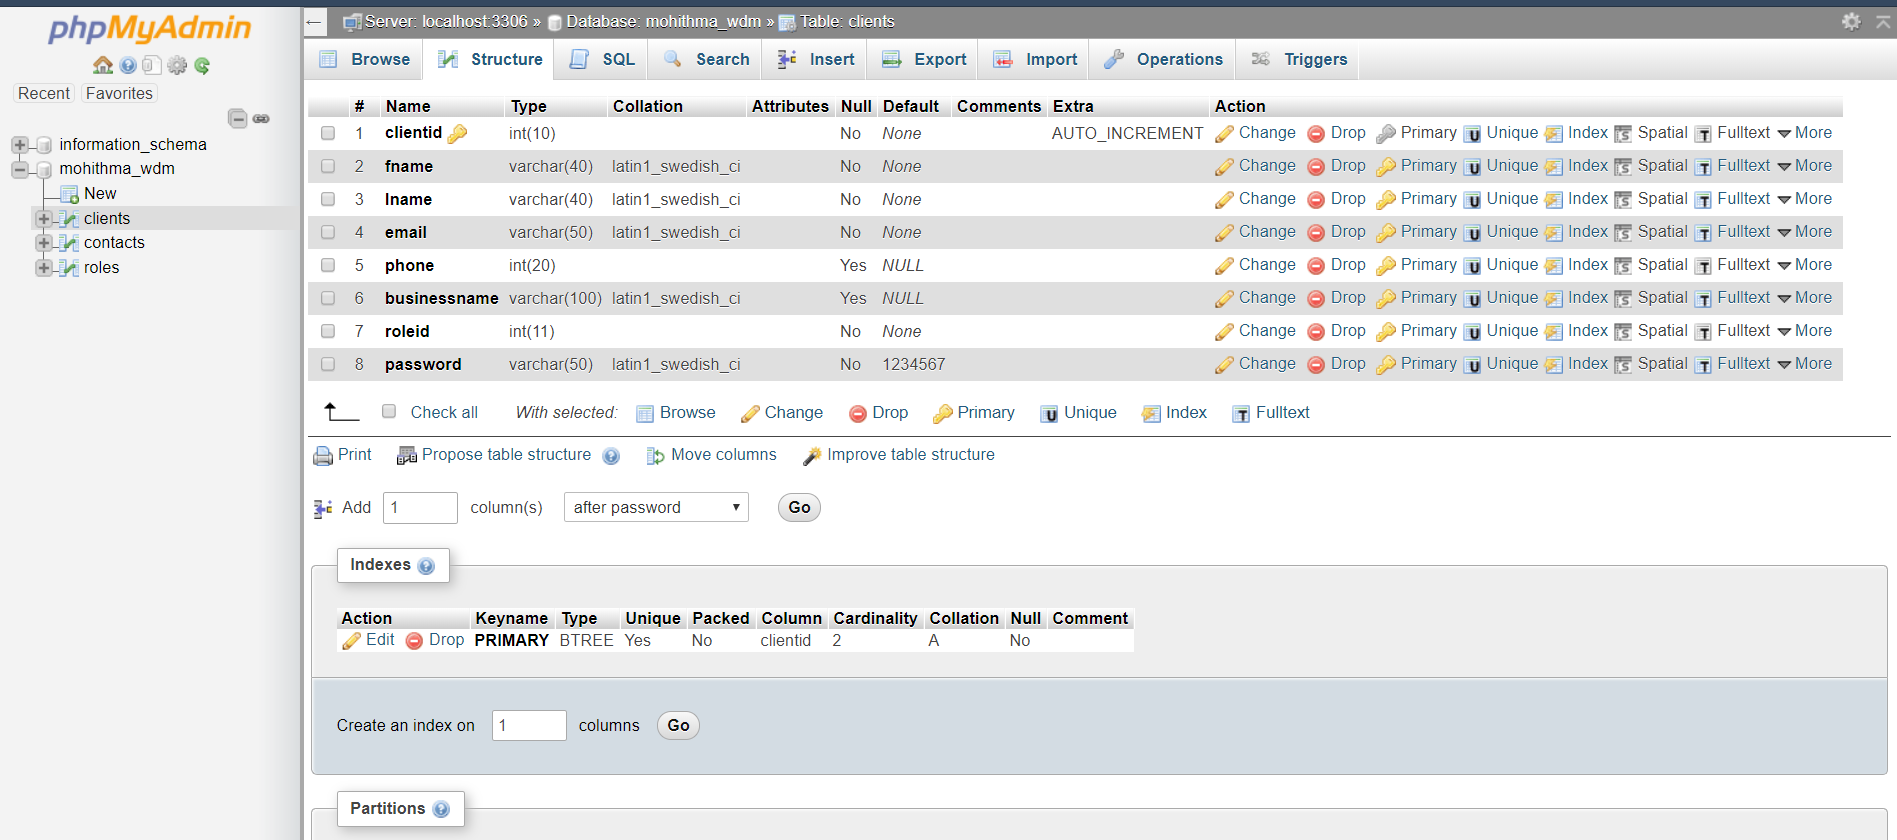 phpMyAdmin
Recent Favorites
information_schema
mohithma_wdm
New
clients
contacts
roles
← Server: localhost:3306 » Database: mohithma_wdm » Table: clients
Browse Structure SQL Search Insert Export Import Operations Triggers
# Name Type Collation Attributes Null Default Comments Extra Action
1 clientid int(10) No None AUTO_INCREMENT Change Drop Primary Unique Index Spatial Fulltext More
2 fname varchar(40) latin1_swedish_ci No None Change Drop Primary Unique Index Spatial Fulltext More
3 lname varchar(40) latin1_swedish_ci No None Change Drop Primary Unique Index Spatial Fulltext More
4 email varchar(50) latin1_swedish_ci No None Change Drop Primary Unique Index Spatial Fulltext More
5 phone int(20) Yes NULL Change Drop Primary Unique Index Spatial Fulltext More
6 businessname varchar(100) latin1_swedish_ci Yes NULL Change Drop Primary Unique Index Spatial Fulltext More
7 roleid int(11) No None Change Drop Primary Unique Index Spatial Fulltext More
8 password varchar(50) latin1_swedish_ci No 1234567 Change Drop Primary Unique Index Spatial Fulltext More
Check all With selected: Browse Change Drop Primary Unique Index Fulltext
Print Propose table structure Move columns Improve table structure
Add 1 column(s) after password Go
Indexes
Action Keyname Type Unique Packed Column Cardinality Collation Null Comment
Edit Drop PRIMARY BTREE Yes No clientid 2 A No
Create an index on 1 columns Go
Partitions